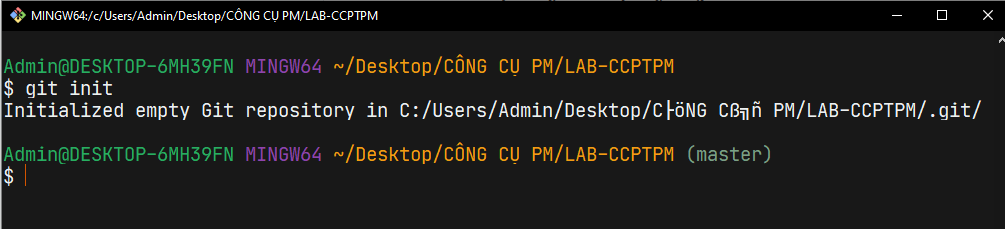 MINGW64:/c/Users/Admin/Desktop/CÔNG CỤ PM/LAB-CCPTPM
Admin@DESKTOP-6MH39FN MINGW64 ~/Desktop/CÔNG CỤ PM/LAB-CCPTPM
$ git init
Initialized empty Git repository in C:/Users/Admin/Desktop/C├öNG Cß╗ñ PM/LAB-CCPTPM/.git/
Admin@DESKTOP-6MH39FN MINGW64 ~/Desktop/CÔNG CỤ PM/LAB-CCPTPM (master)
$